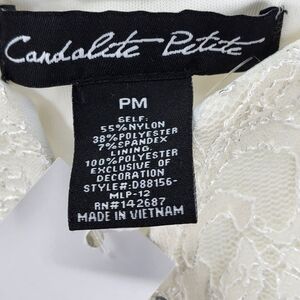 Candalite Petite
PM
SELF:
55%NYLON
38%POLYESTER
7%SPANDEX
LINING:
100%POLYESTER
EXCLUSIVE OF
DECORATION
STYLE#:D88156-
MLP-12
RN#142687
MADE IN VIETNAM